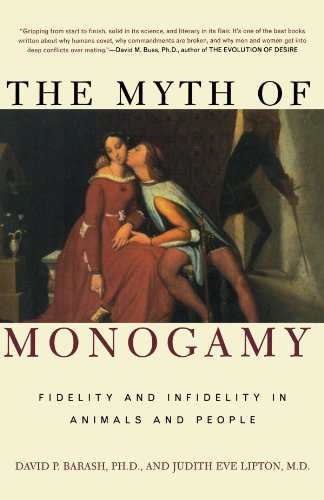 "Gripping from start to finish, solid in its science, and literary in its flair. It's one of the best books
written about why humans covet, why commandments are broken, and why men and women get into
deep conflicts over mating."—David M. Buss, Ph.D., author of THE EVOLUTION OF DESIRE
THE MYTH OF
MONOGAMY
FIDELITY AND INFIDELITY IN
ANIMALS AND PEOPLE
DAVID P. BARASH, PH.D., AND JUDITH EVE LIPTON, M.D.